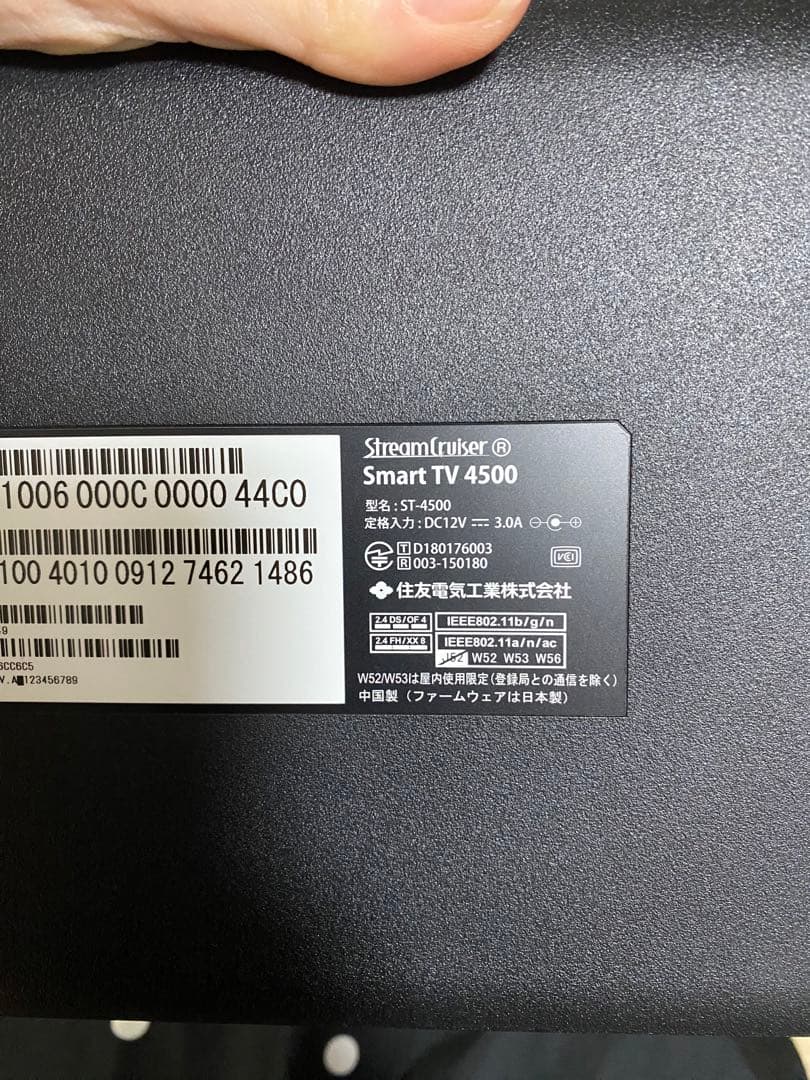 1006 000C 0000 44C0
100 4010 0912 7462 1486
6CC6C5
V.A 123456789
StreamCruiser ®
Smart TV 4500
型名 : ST-4500
定格入力 : DC12V 3.0A
T D180176003
R 003-150180
VCCI
住友電気工業株式会社
2.4 DS/OF 4 IEEE802.11b/g/n
2.4 FH/XX 8 IEEE802.11a/n/ac
J52 W52 W53 W56
W52/W53は屋内使用限定(登録局との通信を除く)
中国製 (ファームウェアは日本製)